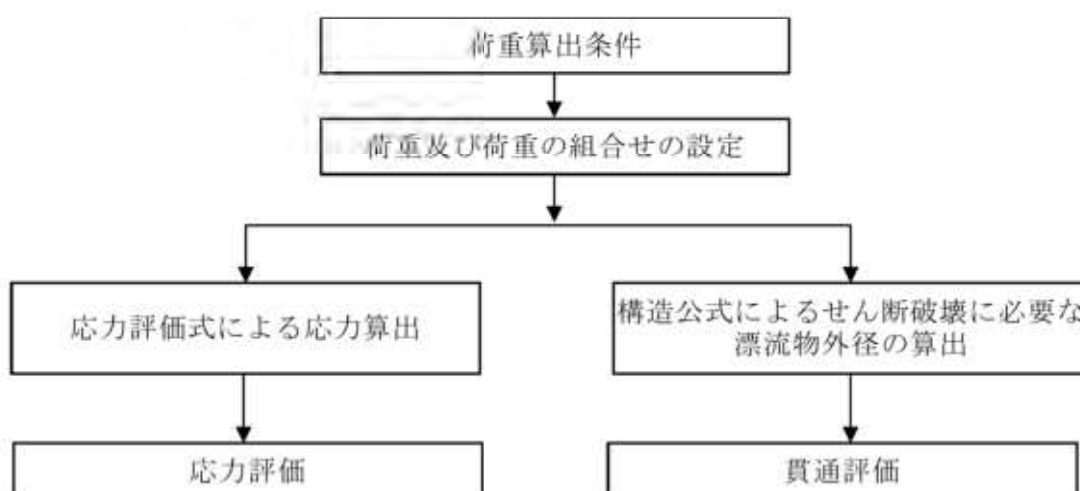 荷重算出条件
荷重及び荷重の組合せの設定
応力評価式による応力算出
構造公式によるせん断破壊に必要な
漂流物外径の算出
応力評価
貫通評価